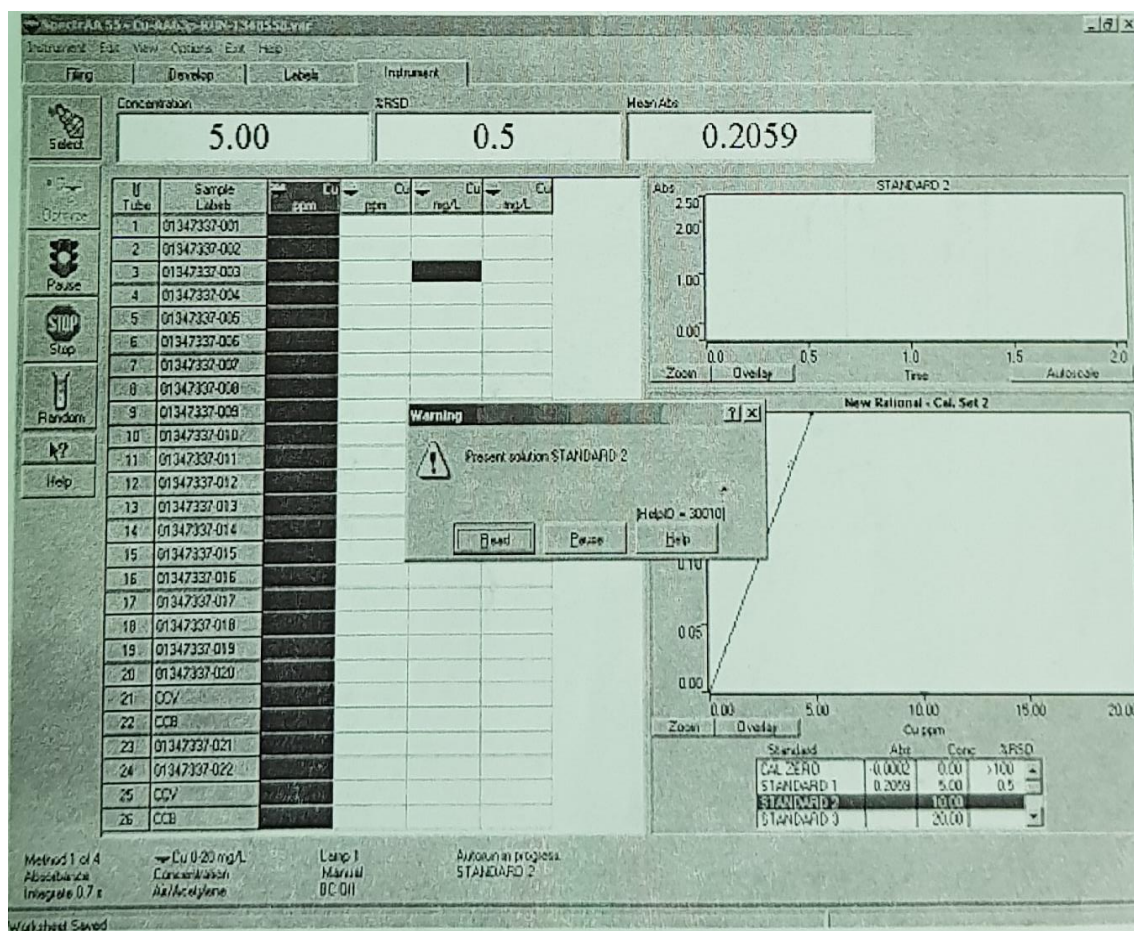 SpectrAA 55 - Cu-AAA
Instrument Edit View Options Exit Help
Filing Develop Labels Instrument
Concentration %RSD Mean Abs
5.00 0.5 0.2059
Select
Optimize
Pause
STOP
Stop
Random
Help
Tube Sample Labels Cu ppm Cu ppm Cu mg/L Cu mg/L
1 01347337-001
2 01347337-002
3 01347337-003
4 01347337-004
5 01347337-005
6 01347337-006
7 01347337-007
8 01347337-008
9 01347337-009
10 01347337-010
11 01347337-011
12 01347337-012
13 01347337-013
14 01347337-014
15 01347337-015
16 01347337-016
17 01347337-017
18 01347337-018
19 01347337-019
20 01347337-020
21 CCV
22 CCB
23 01347337-021
24 01347337-022
25 CCV
26 CCB
Abs STANDARD 2
2.50
2.00
1.00
0.00
0.0 0.5 1.0 1.5 2.0
Zoom Overlay Time Autoscale
Warning
Present solution STANDARD 2
[HelpID = 30010]
Read Pause Help
New Rational - Cal. Set 2
0.10
0.05
0.00
0.00 5.00 10.00 15.00 20.00
Zoom Overlay Cu ppm
Standard Abs Conc %RSD
CAL ZERO -0.0002 0.00 >100
STANDARD 1 0.2059 5.00 0.5
STANDARD 2 10.00
STANDARD 3 20.00
Method 1 of 4 Cu 0-20 mg/L Lamp 1 Autorun in progress
Absorbance Concentration Manual STANDARD 2
Integrate 0.7 s Air/Acetylene BC Off
Worksheet Saved